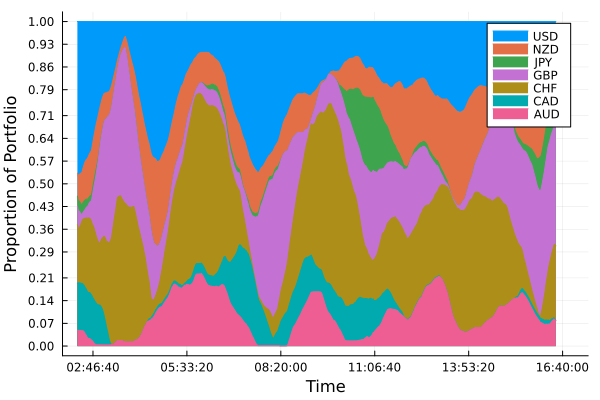 1.00
0.93
0.86
0.79
0.71
0.64
0.57
0.50
0.43
0.36
0.29
0.21
0.14
0.07
0.00
Proportion of Portfolio
USD
NZD
JPY
GBP
CHF
CAD
AUD
02:46:40 05:33:20 08:20:00 11:06:40 13:53:20 16:40:00
Time